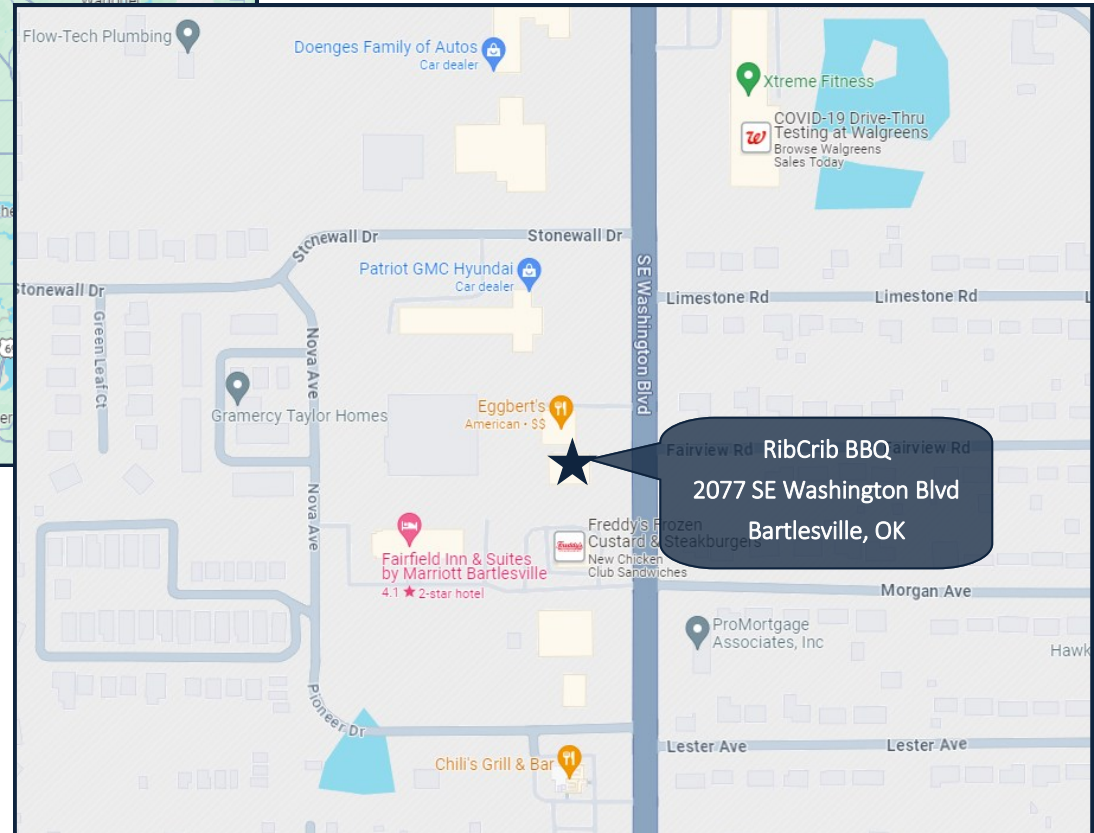 Flow-Tech Plumbing
Doenges Family of Autos
Car dealer
Xtreme Fitness
COVID-19 Drive-Thru
Testing at Walgreens
Browse Walgreens
Sales Today
Stonewall Dr
Stonewall Dr
Stonewall Dr
Patriot GMC Hyundai
Car dealer
SE Washington Blvd
Limestone Rd
Limestone Rd
Green Leaf Ct
Nova Ave
Gramercy Taylor Homes
Eggbert's
American • $$
Fairview Rd
Fairview Rd
RibCrib BBQ
2077 SE Washington Blvd
Bartlesville, OK
Nova Ave
Freddy's
Freddy's Frozen
Custard & Steakburgers
New Chicken
Club Sandwiches
Fairfield Inn & Suites
by Marriott Bartlesville
4.1 ★ 2-star hotel
Morgan Ave
ProMortgage
Associates, Inc
Hawk
Pioneer Dr
Lester Ave
Lester Ave
Chili's Grill & Bar